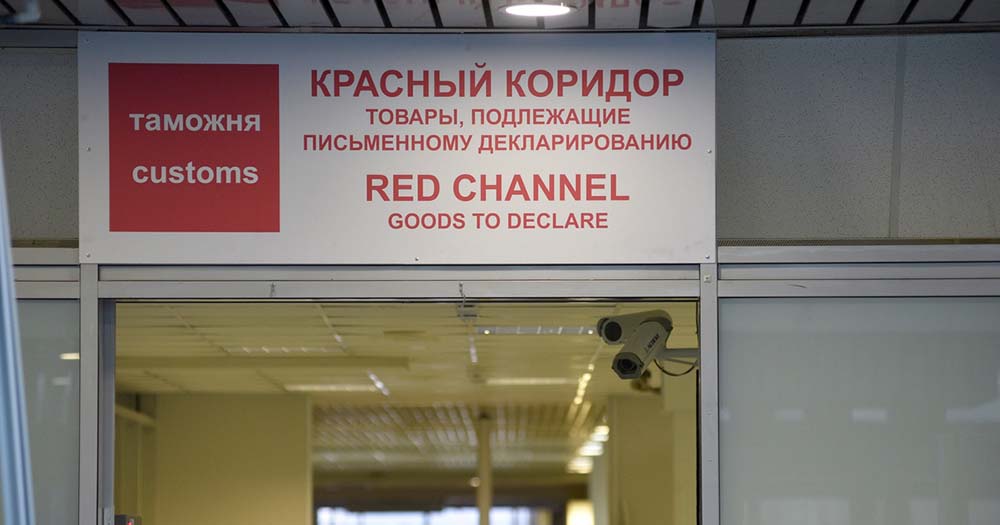 таможня
customs
КРАСНЫЙ КОРИДОР
ТОВАРЫ, ПОДЛЕЖАЩИЕ
ПИСЬМЕННОМУ ДЕКЛАРИРОВАНИЮ
RED CHANNEL
GOODS TO DECLARE